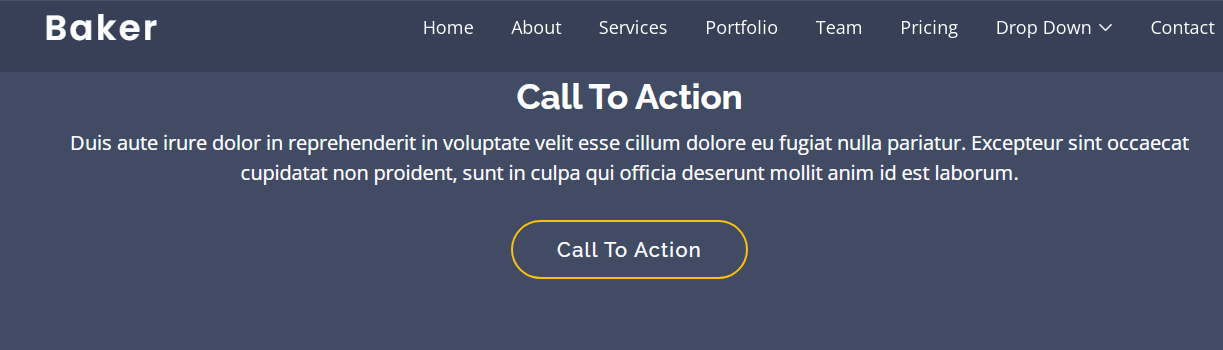 Baker Home About Services Portfolio Team Pricing Drop Down Contact
Call To Action
Duis aute irure dolor in reprehenderit in voluptate velit esse cillum dolore eu fugiat nulla pariatur. Excepteur sint occaecat
cupidatat non proident, sunt in culpa qui officia deserunt mollit anim id est laborum.
Call To Action